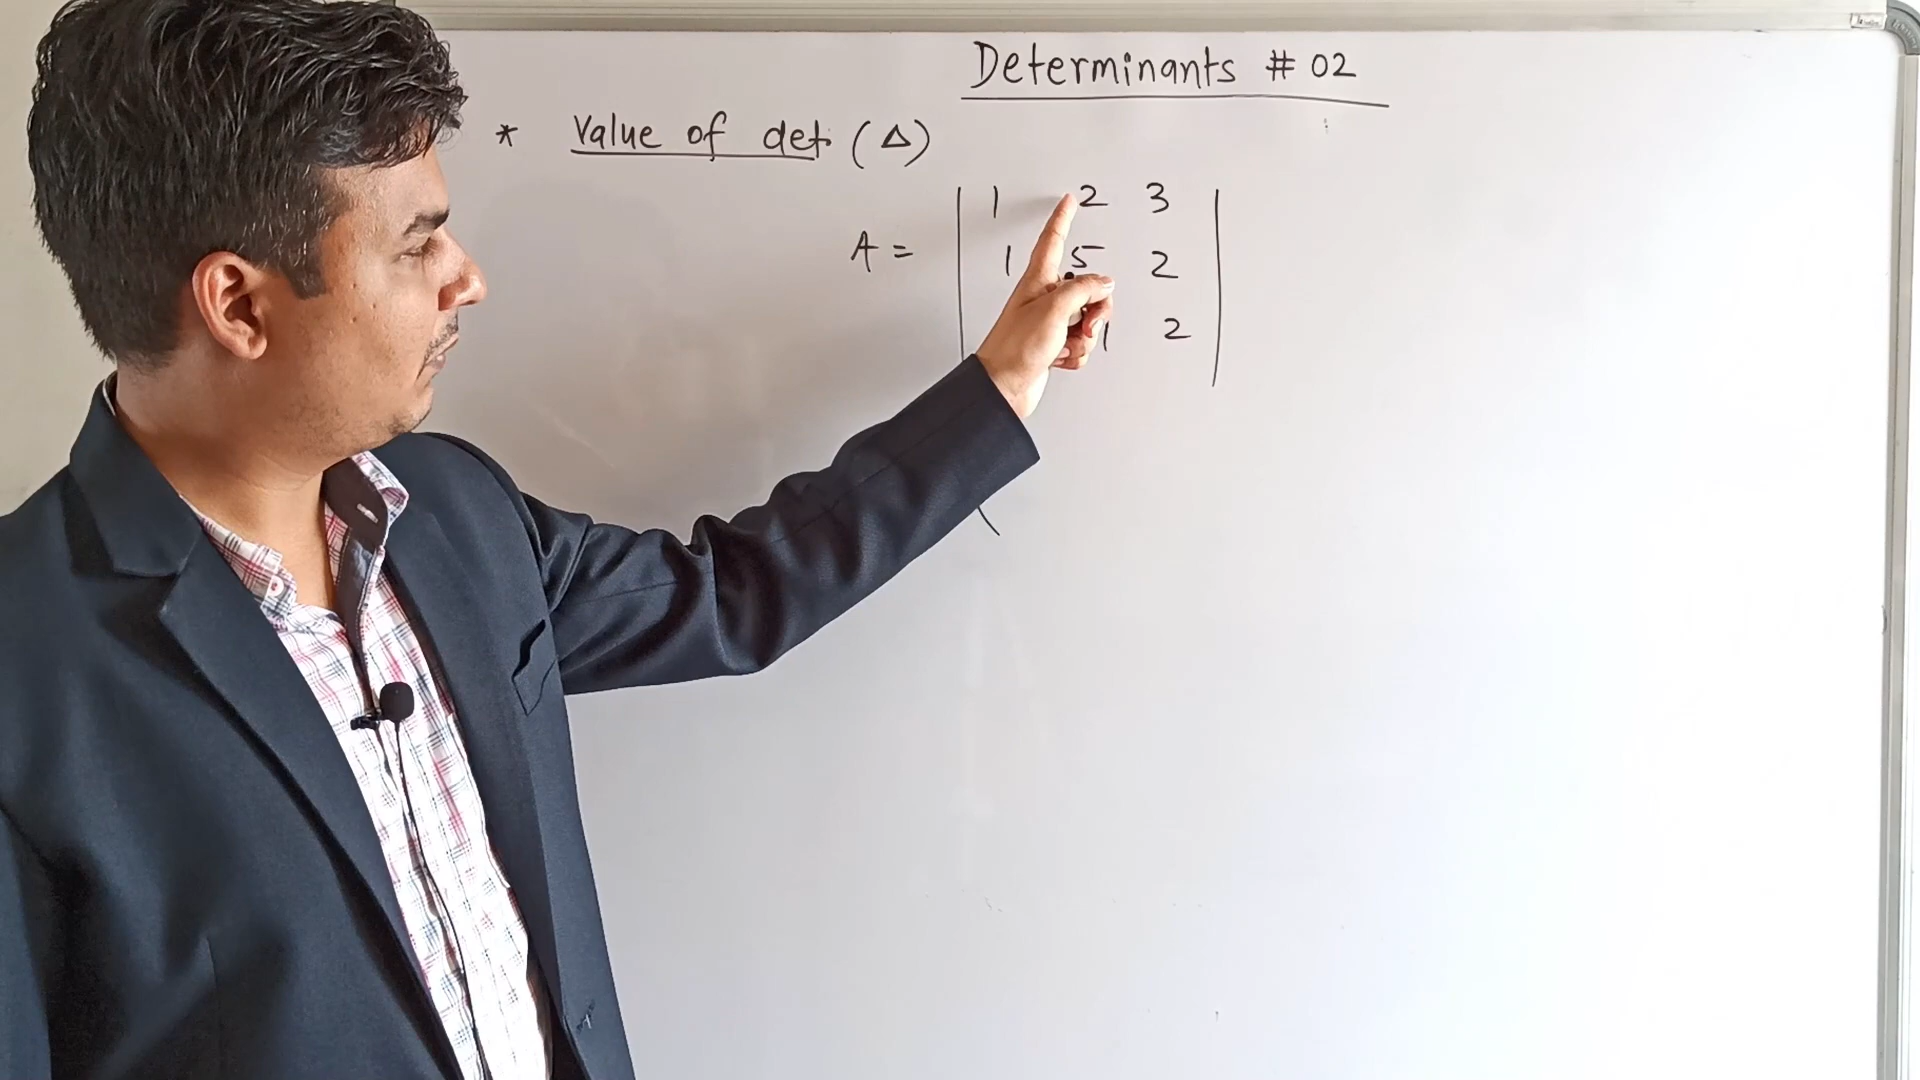 Determinants # 02
* Value of det. (Δ)
1 2 3
A = 1 5 2
1 2